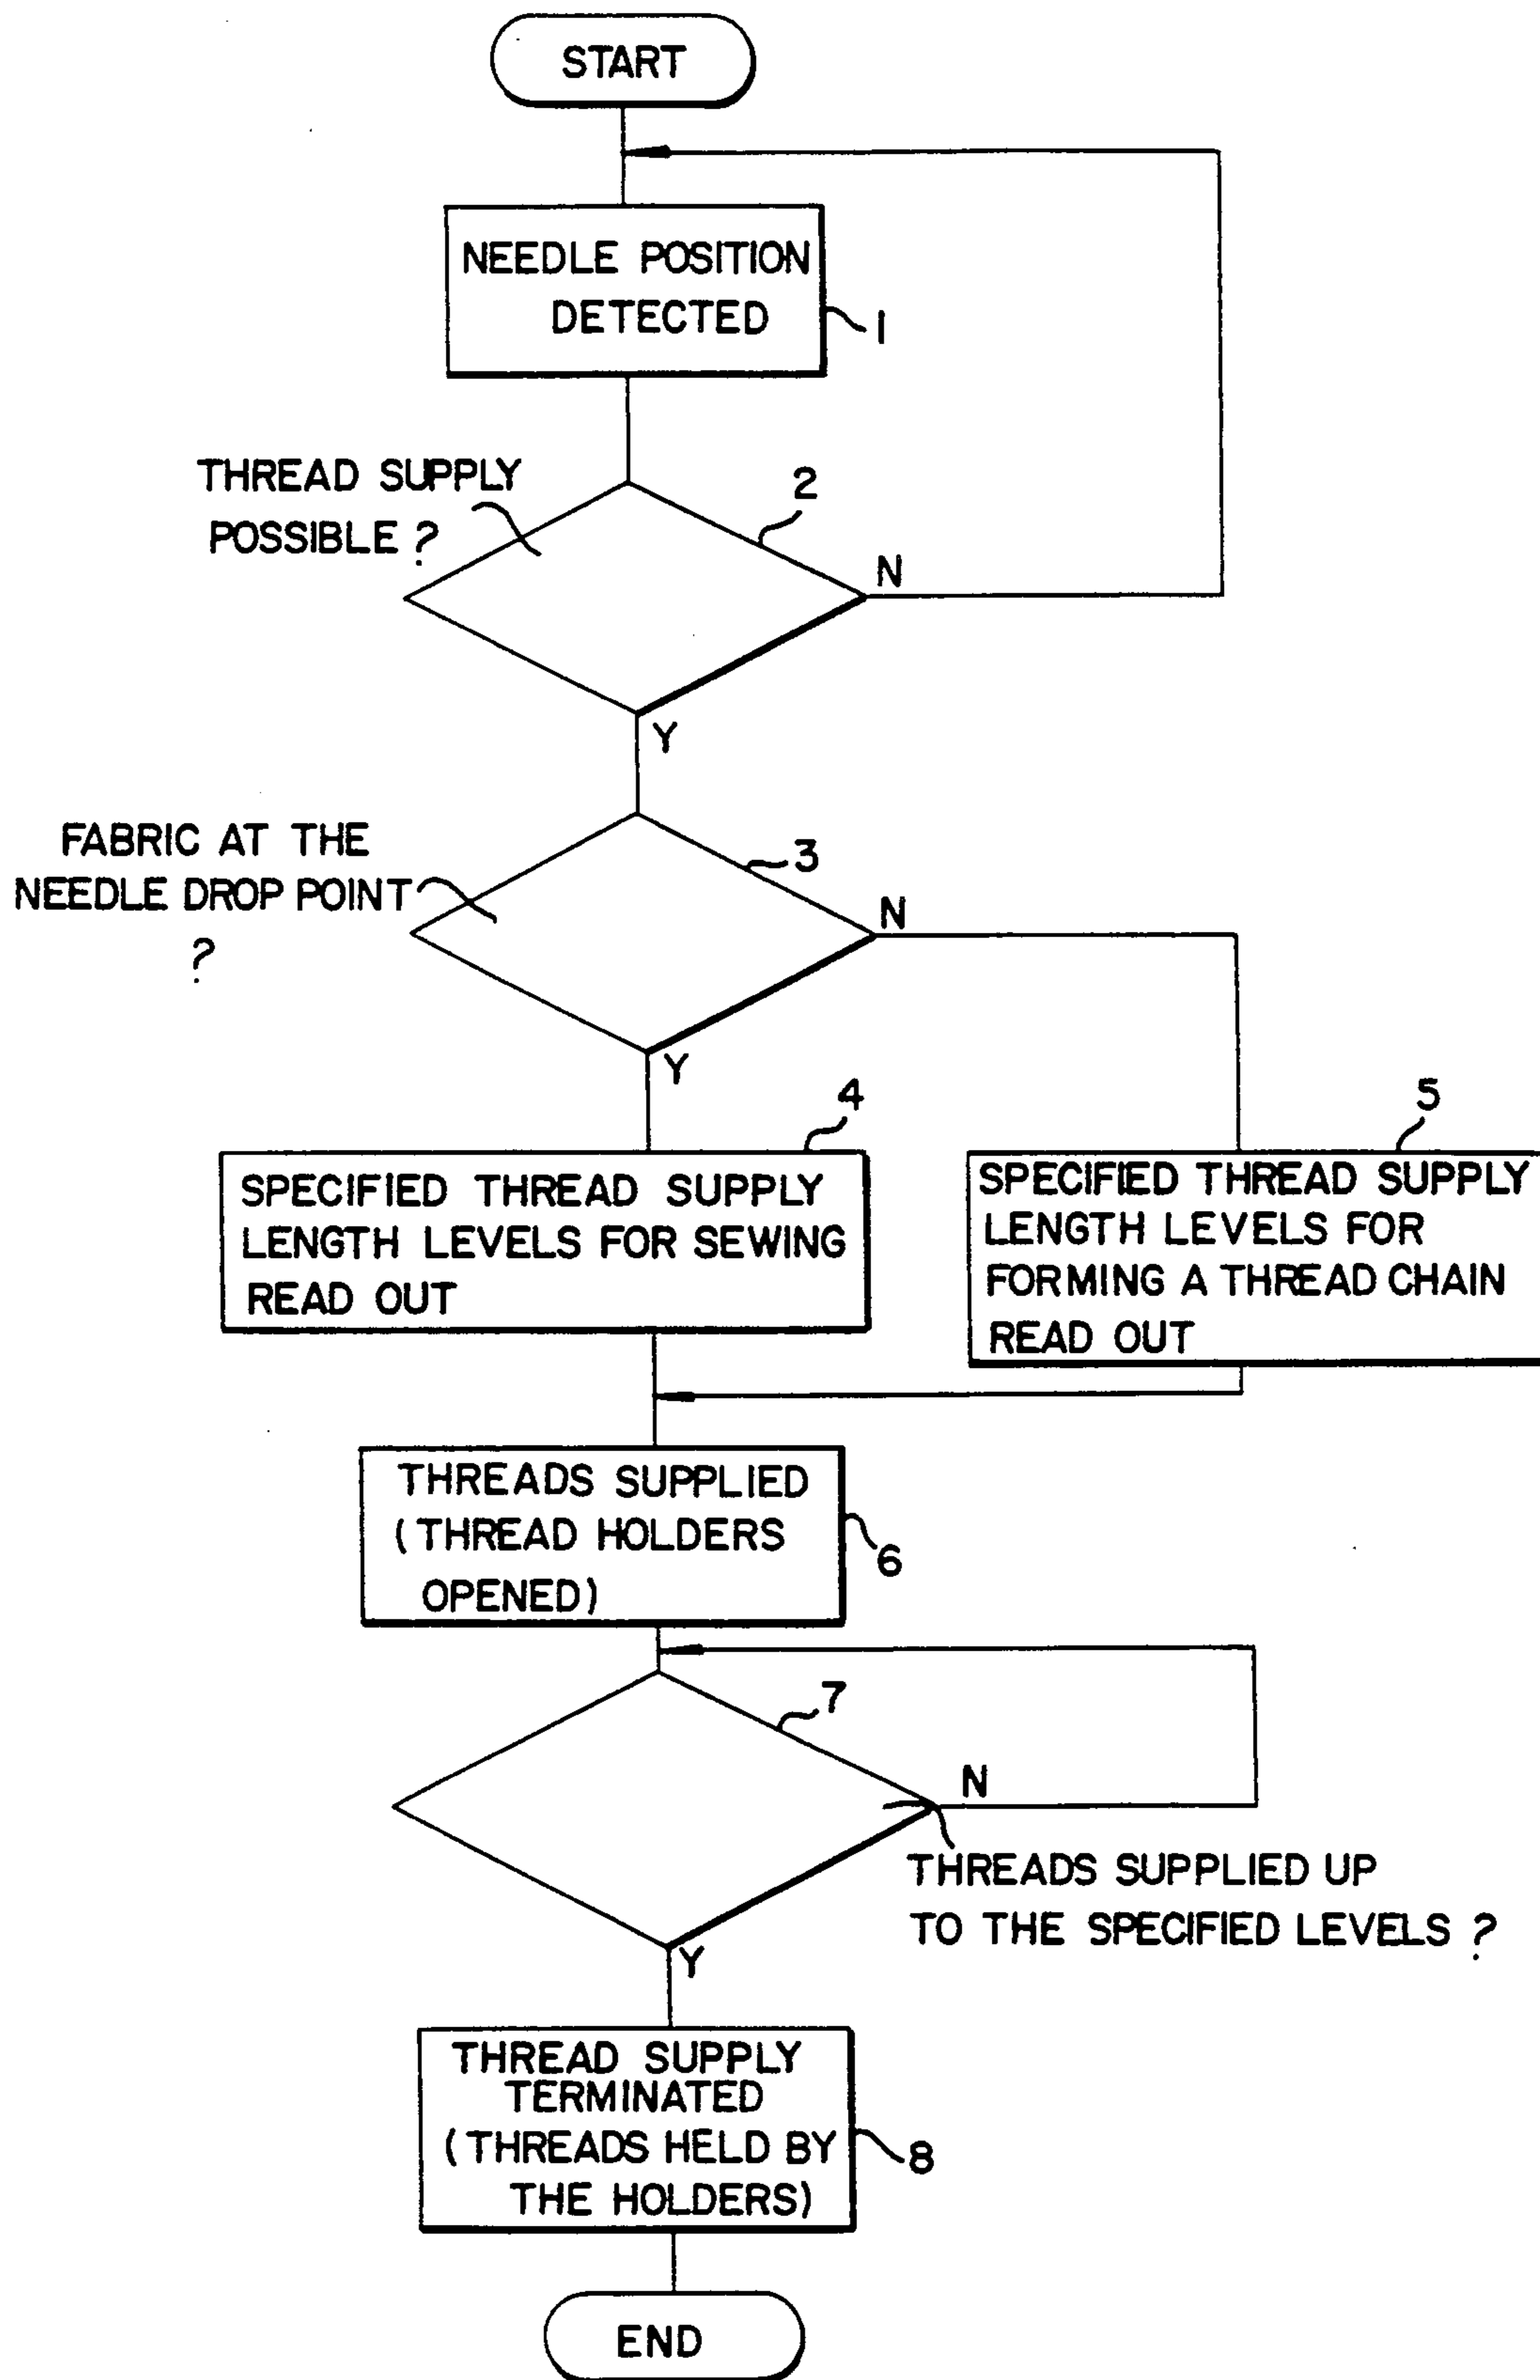 START
NEEDLE POSITION
DETECTED
1
THREAD SUPPLY
POSSIBLE ?
2
N
Y
FABRIC AT THE
NEEDLE DROP POINT
?
3
N
Y
4
SPECIFIED THREAD SUPPLY
LENGTH LEVELS FOR SEWING
READ OUT
5
SPECIFIED THREAD SUPPLY
LENGTH LEVELS FOR
FORMING A THREAD CHAIN
READ OUT
THREADS SUPPLIED
(THREAD HOLDERS
OPENED)
6
7
N
THREADS SUPPLIED UP
TO THE SPECIFIED LEVELS ?
Y
THREAD SUPPLY
TERMINATED
(THREADS HELD BY
THE HOLDERS)
8
END